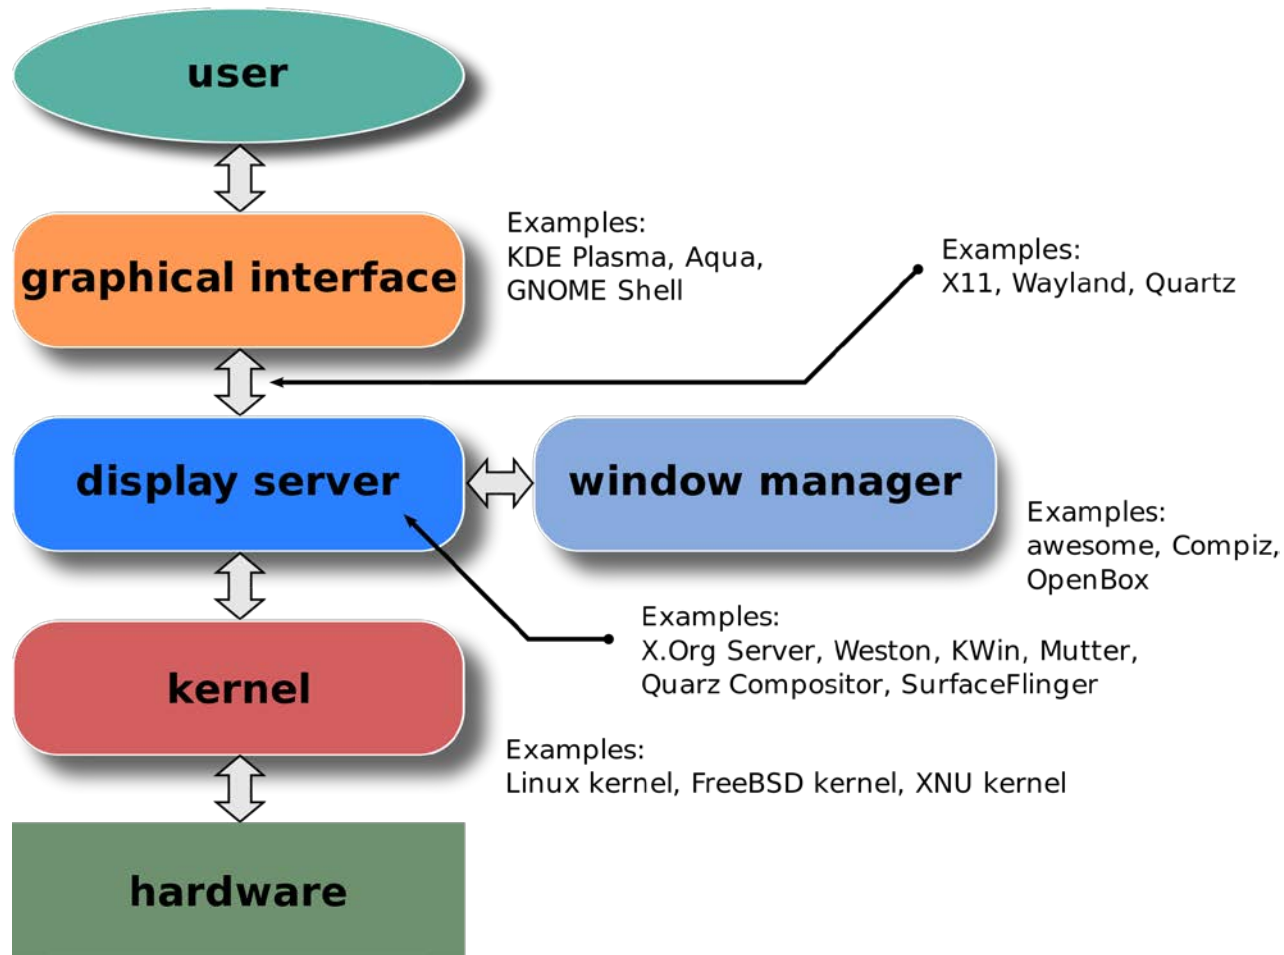 user
graphical interface
Examples:
KDE Plasma, Aqua,
GNOME Shell
Examples:
X11, Wayland, Quartz
display server
window manager
Examples:
awesome, Compiz,
OpenBox
Examples:
X.Org Server, Weston, KWin, Mutter,
Quarz Compositor, SurfaceFlinger
kernel
Examples:
Linux kernel, FreeBSD kernel, XNU kernel
hardware